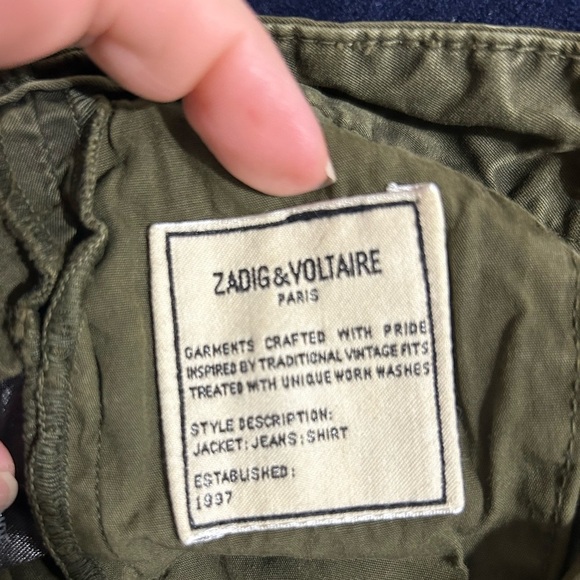 ZADIG&VOLTAIRE
PARIS
GARMENTS CRAFTED WITH PRIDE
INSPIRED BY TRADITIONAL VINTAGE FITS
TREATED WITH UNIQUE WORN WASHES
STYLE DESCRIPTION:
JACKET:JEANS:SHIRT
ESTABLISHED:
1997